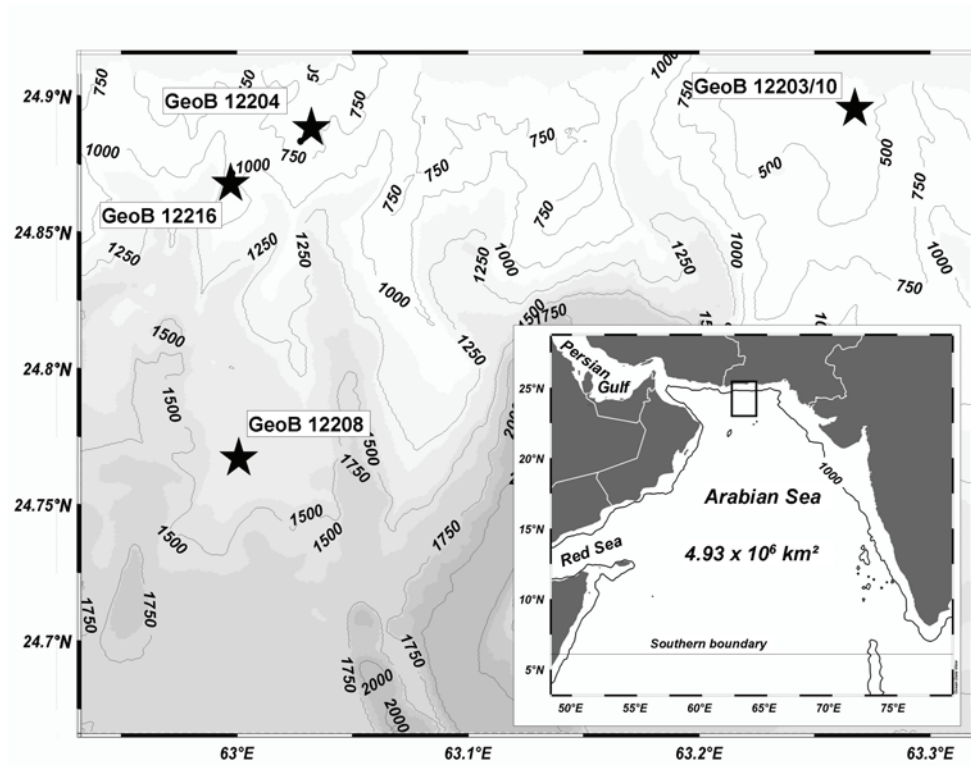 750
50
5
750
1000
750
GeoB 12204
GeoB 12203/10
24.9°N
1000
1000
750
750
750
750
500
500
750
GeoB 12216
750
24.85°N
1250
1250
1250
1250
1000
1250
1000
1000
1000
750
1500
1750
1500
1250
24.8°N
1500
GeoB 12208
1500
1750
24.75°N
1500
1500
1500
1750
1750
1750
24.7°N
1750
1750
2000
2000
63°E
63.1°E
63.2°E
63.3°E
Persian
Gulf
25°N
20°N
1000
Arabian Sea
15°N
4.93 x 10⁶ km²
Red Sea
10°N
Southern boundary
5°N
50°E
55°E
60°E
65°E
70°E
75°E